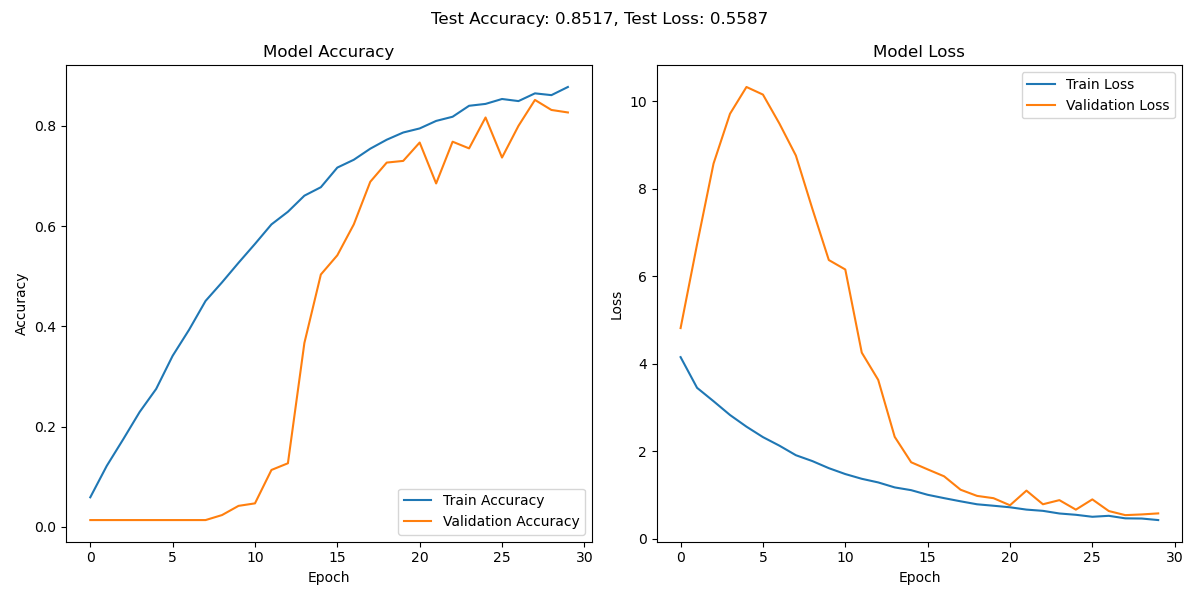 Test Accuracy: 0.8517, Test Loss: 0.5587
Model Accuracy
Accuracy
0.8
0.6
0.4
0.2
0.0
0 5 10 15 20 25 30
Epoch
Train Accuracy
Validation Accuracy
Model Loss
Loss
10
8
6
4
2
0
0 5 10 15 20 25 30
Epoch
Train Loss
Validation Loss